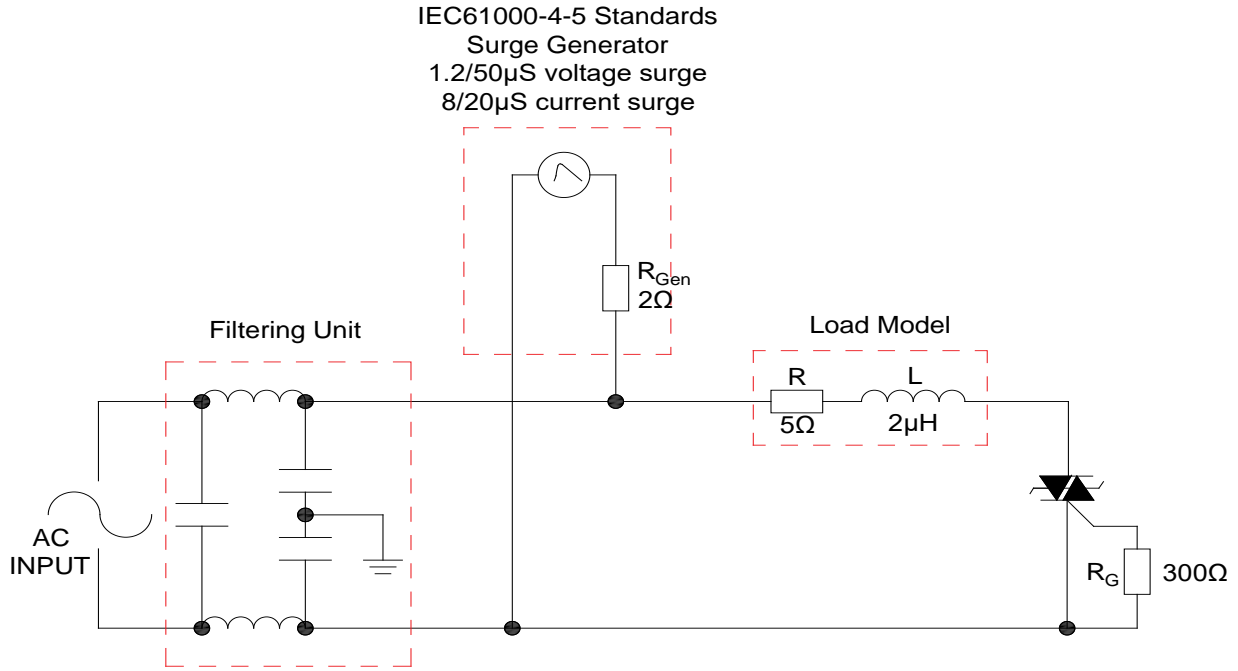 IEC61000-4-5 Standards
Surge Generator
1.2/50µS voltage surge
8/20µS current surge
RGen
2Ω
Filtering Unit
Load Model
R
L
5Ω
2µH
AC
INPUT
RG
300Ω